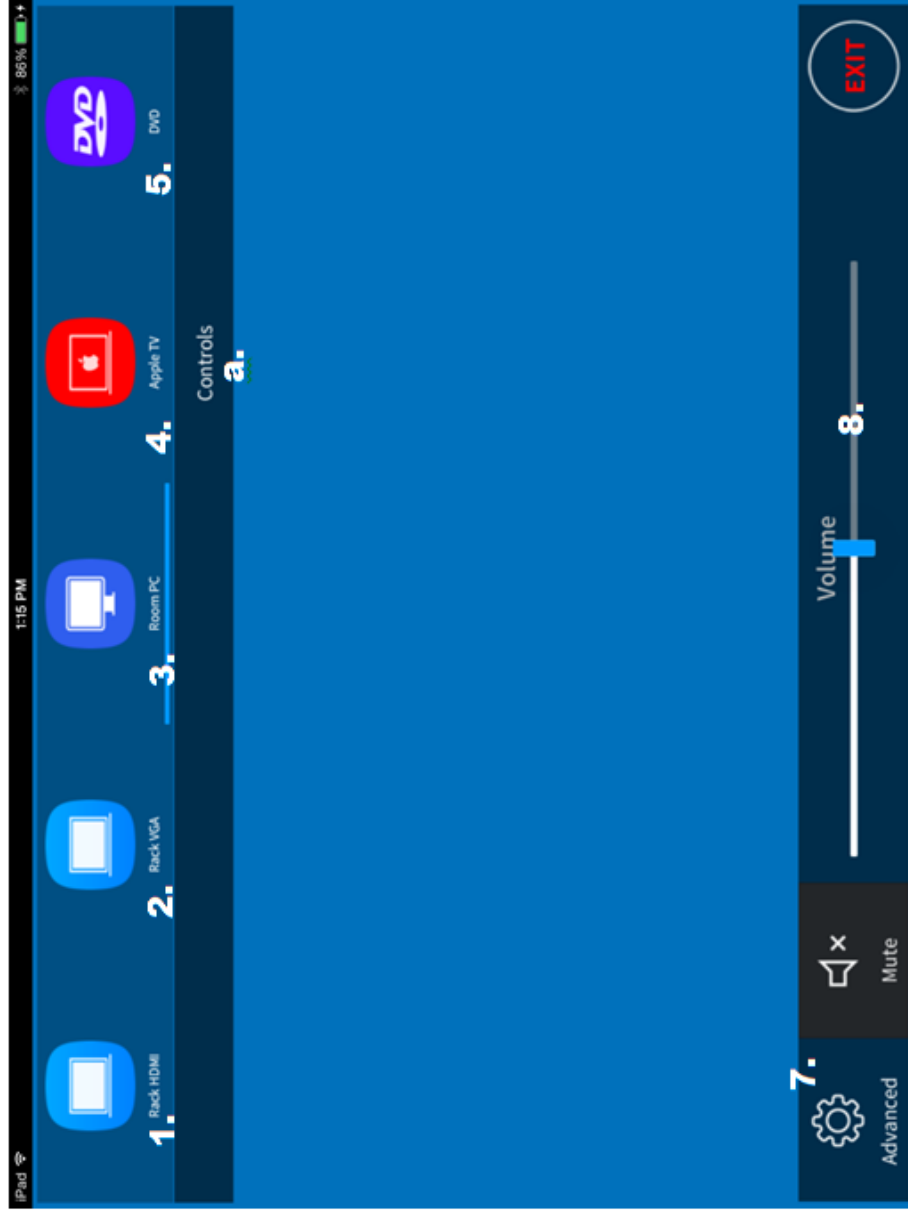 iPad 1:15 PM 86%
DVD
1. Rack HDMI 2. Rack VGA 3. Room PC 4. Apple TV 5. DVD
Controls
a.
7. Volume 8. EXIT
Advanced Mute